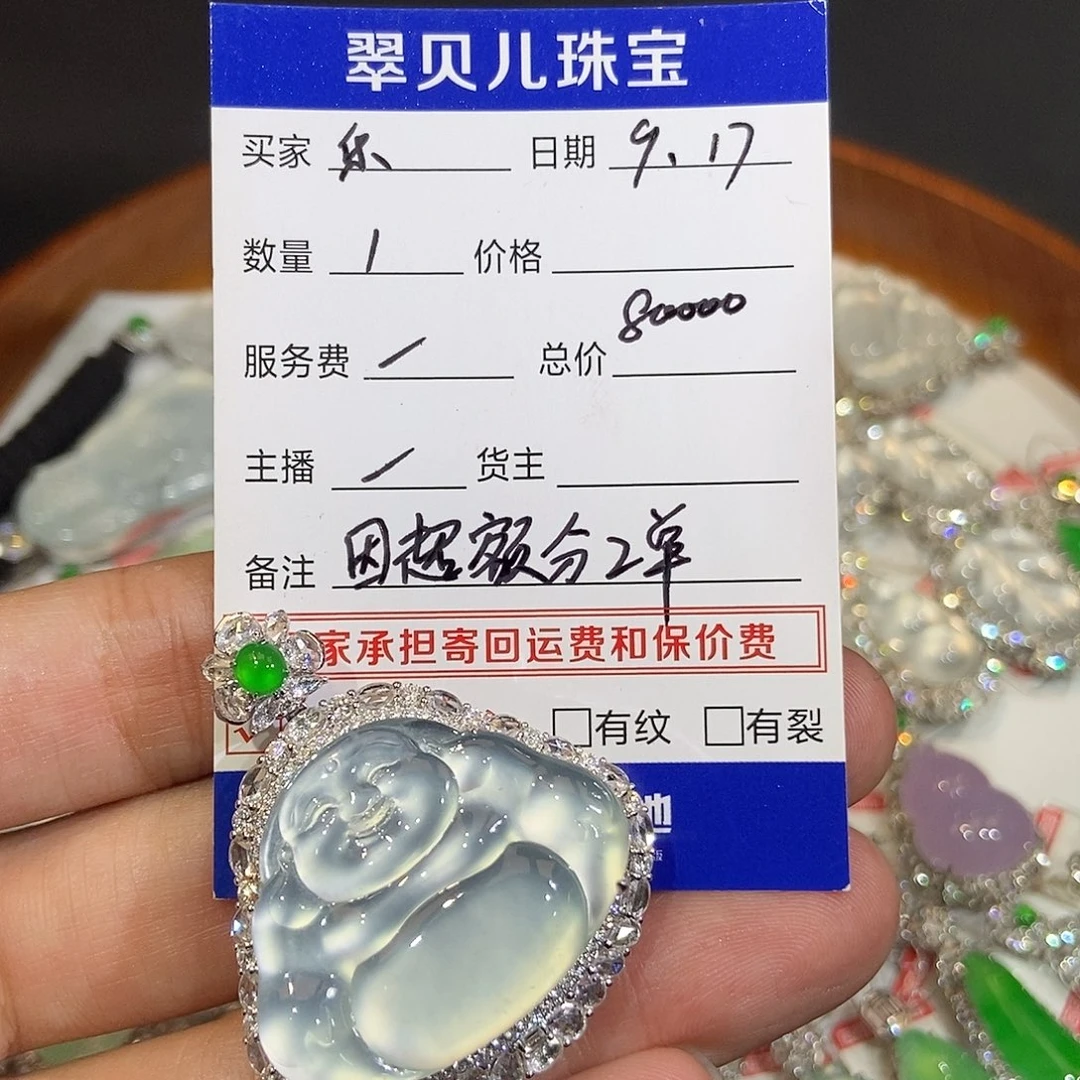 翠贝儿珠宝
买家 乐 日期 9.17
数量 1 价格
80000
服务费 / 总价
主播 / 货主
备注 因超额分2单
家承担寄回运费和保价费
□有纹 □有裂
地